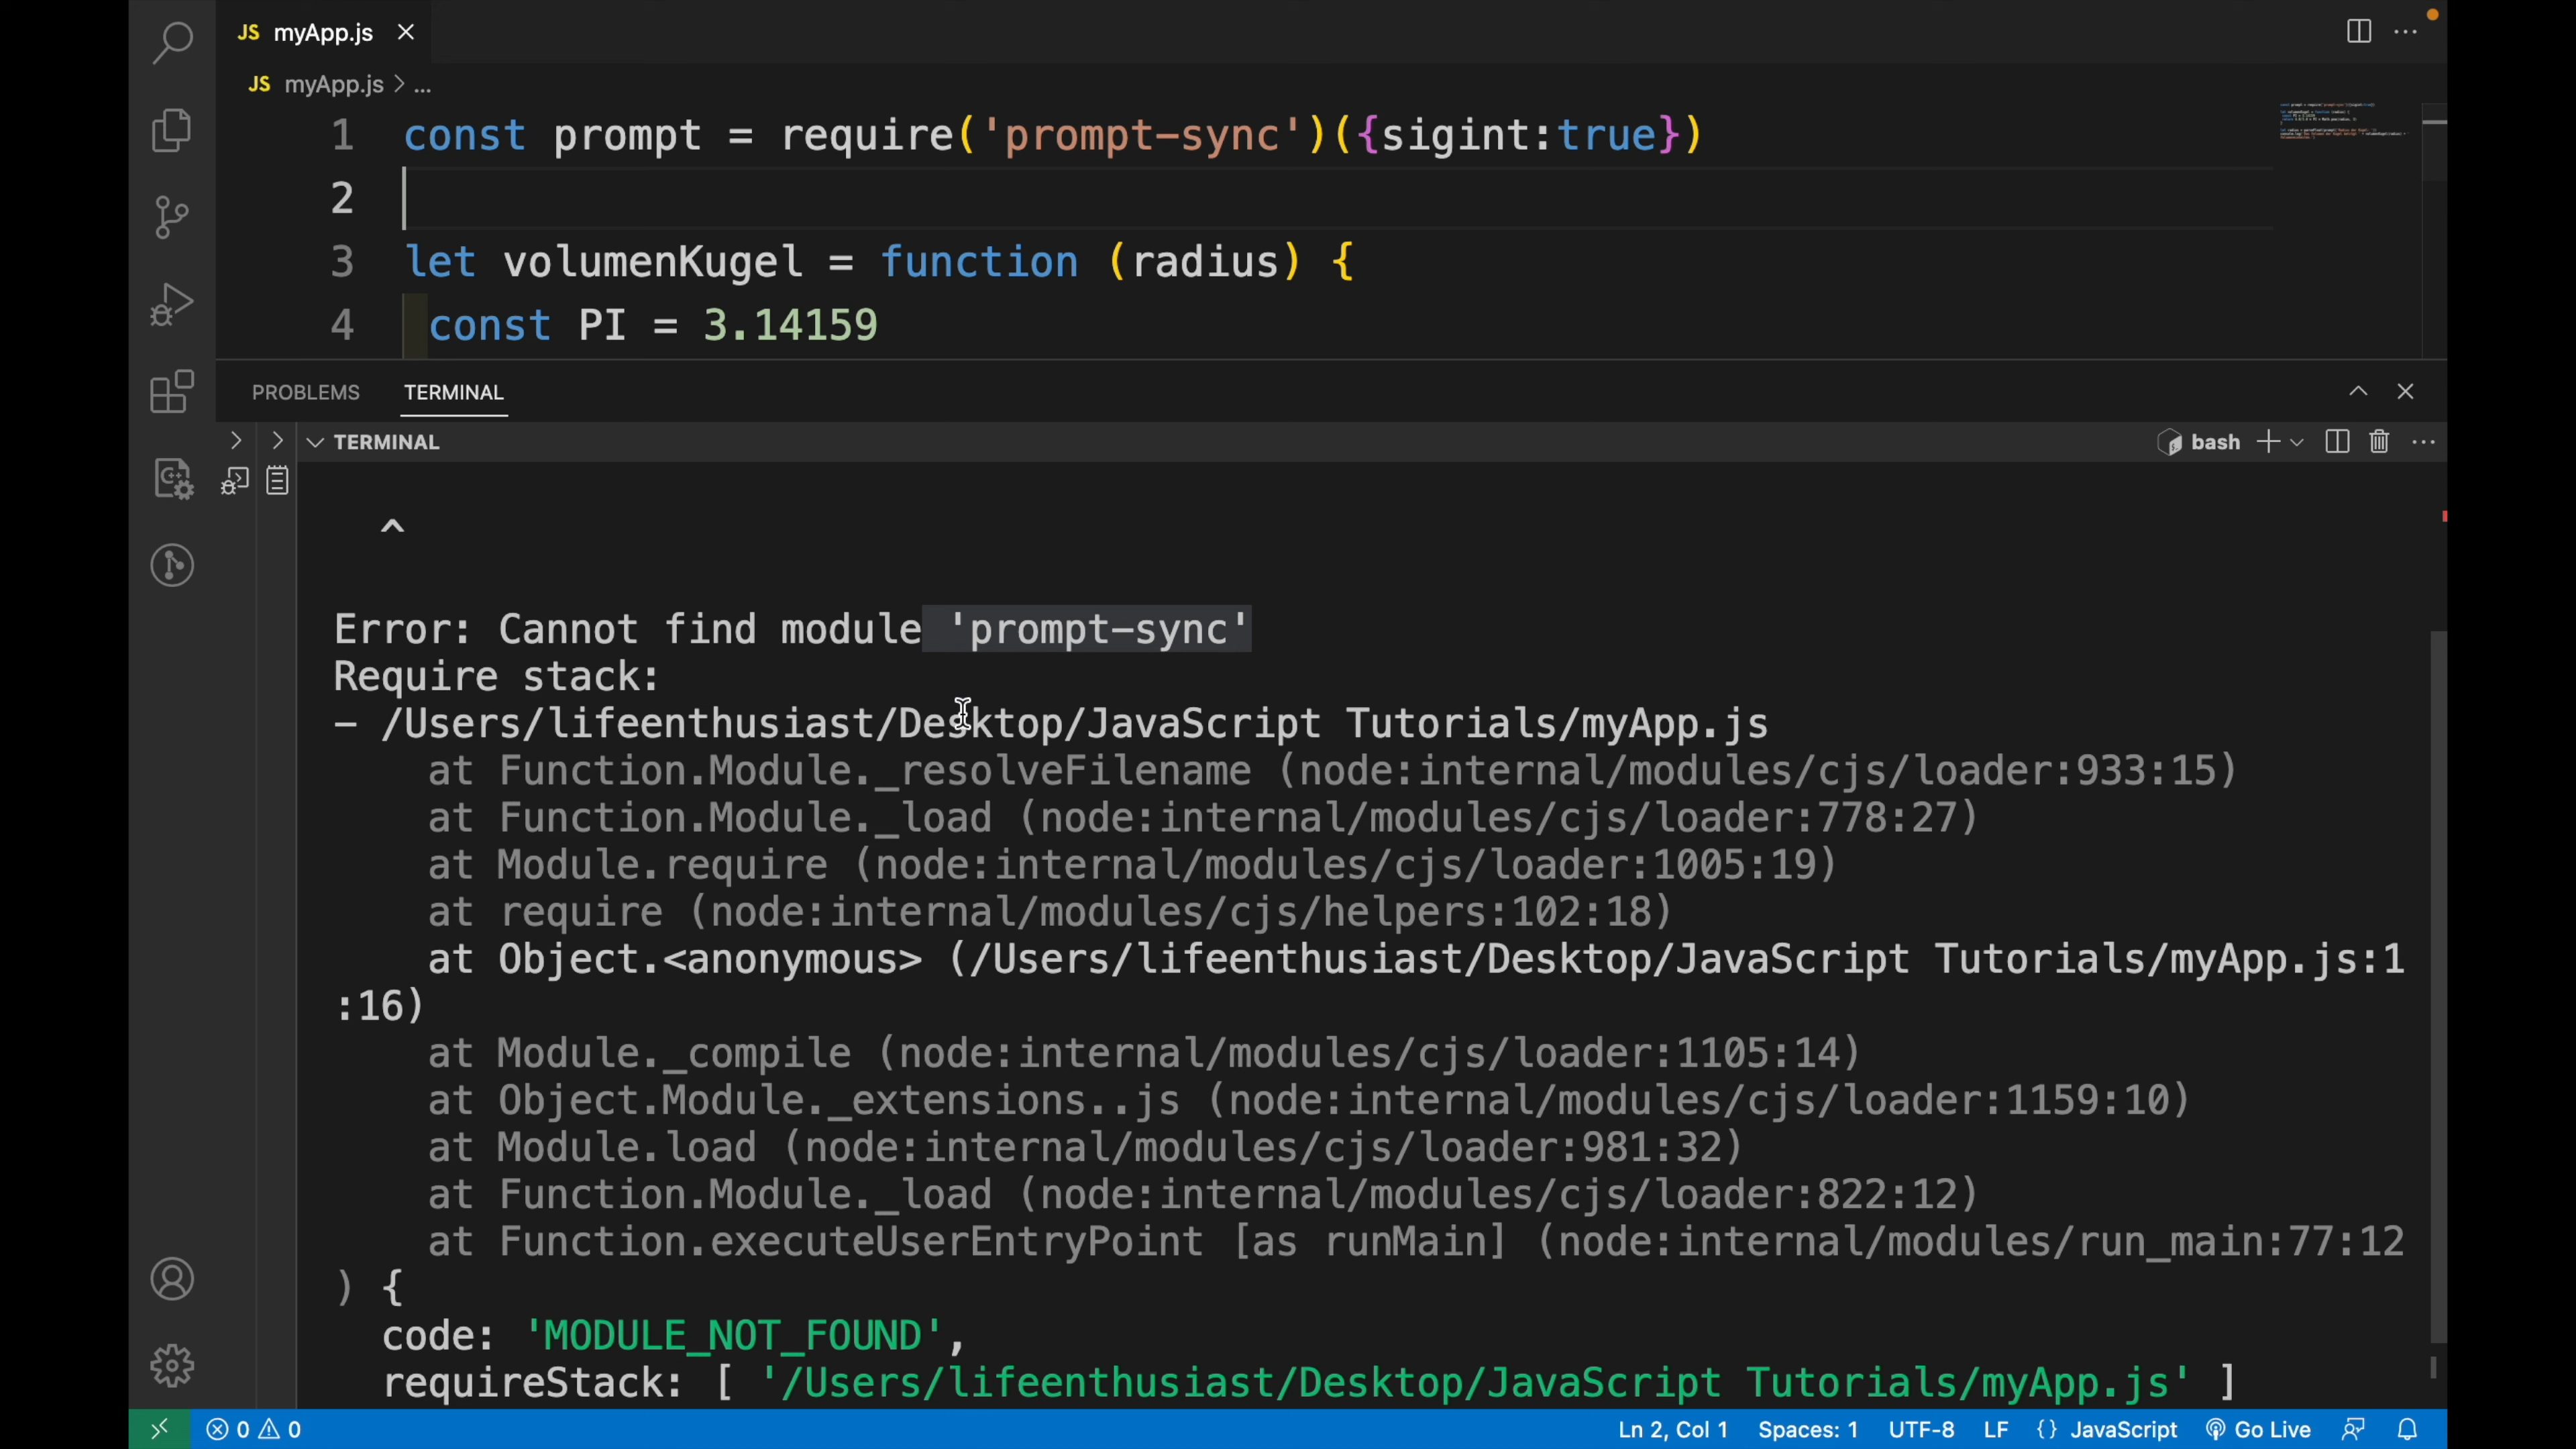 JS myApp.js
JS myApp.js > ...
1 const prompt = require('prompt-sync')({sigint:true})
2
3 let volumenKugel = function (radius) {
4 const PI = 3.14159
PROBLEMS TERMINAL
TERMINAL bash
^
Error: Cannot find module 'prompt-sync'
Require stack:
- /Users/lifeenthusiast/Desktop/JavaScript Tutorials/myApp.js
at Function.Module._resolveFilename (node:internal/modules/cjs/loader:933:15)
at Function.Module._load (node:internal/modules/cjs/loader:778:27)
at Module.require (node:internal/modules/cjs/loader:1005:19)
at require (node:internal/modules/cjs/helpers:102:18)
at Object.<anonymous> (/Users/lifeenthusiast/Desktop/JavaScript Tutorials/myApp.js:1
:16)
at Module._compile (node:internal/modules/cjs/loader:1105:14)
at Object.Module._extensions..js (node:internal/modules/cjs/loader:1159:10)
at Module.load (node:internal/modules/cjs/loader:981:32)
at Function.Module._load (node:internal/modules/cjs/loader:822:12)
at Function.executeUserEntryPoint [as runMain] (node:internal/modules/run_main:77:12
) {
code: 'MODULE_NOT_FOUND',
requireStack: [ '/Users/lifeenthusiast/Desktop/JavaScript Tutorials/myApp.js' ]
0 0 Ln 2, Col 1 Spaces: 1 UTF-8 LF {} JavaScript Go Live